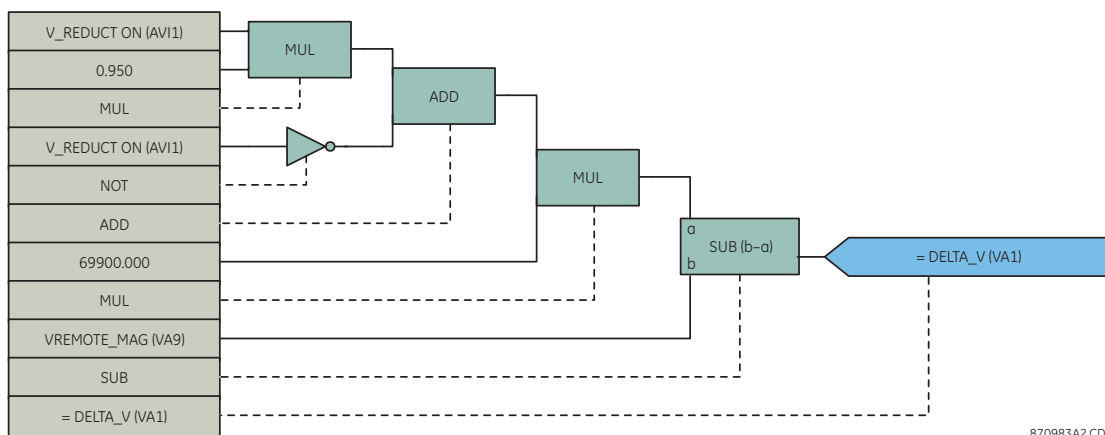 V_REDUCT ON (AVI1)
0.950
MUL
V_REDUCT ON (AVI1)
NOT
ADD
69900.000
MUL
VREMOTE_MAG (VA9)
SUB
= DELTA_V (VA1)
MUL
ADD
MUL
a
SUB (b–a)
b
= DELTA_V (VA1)
870983A2.CDR